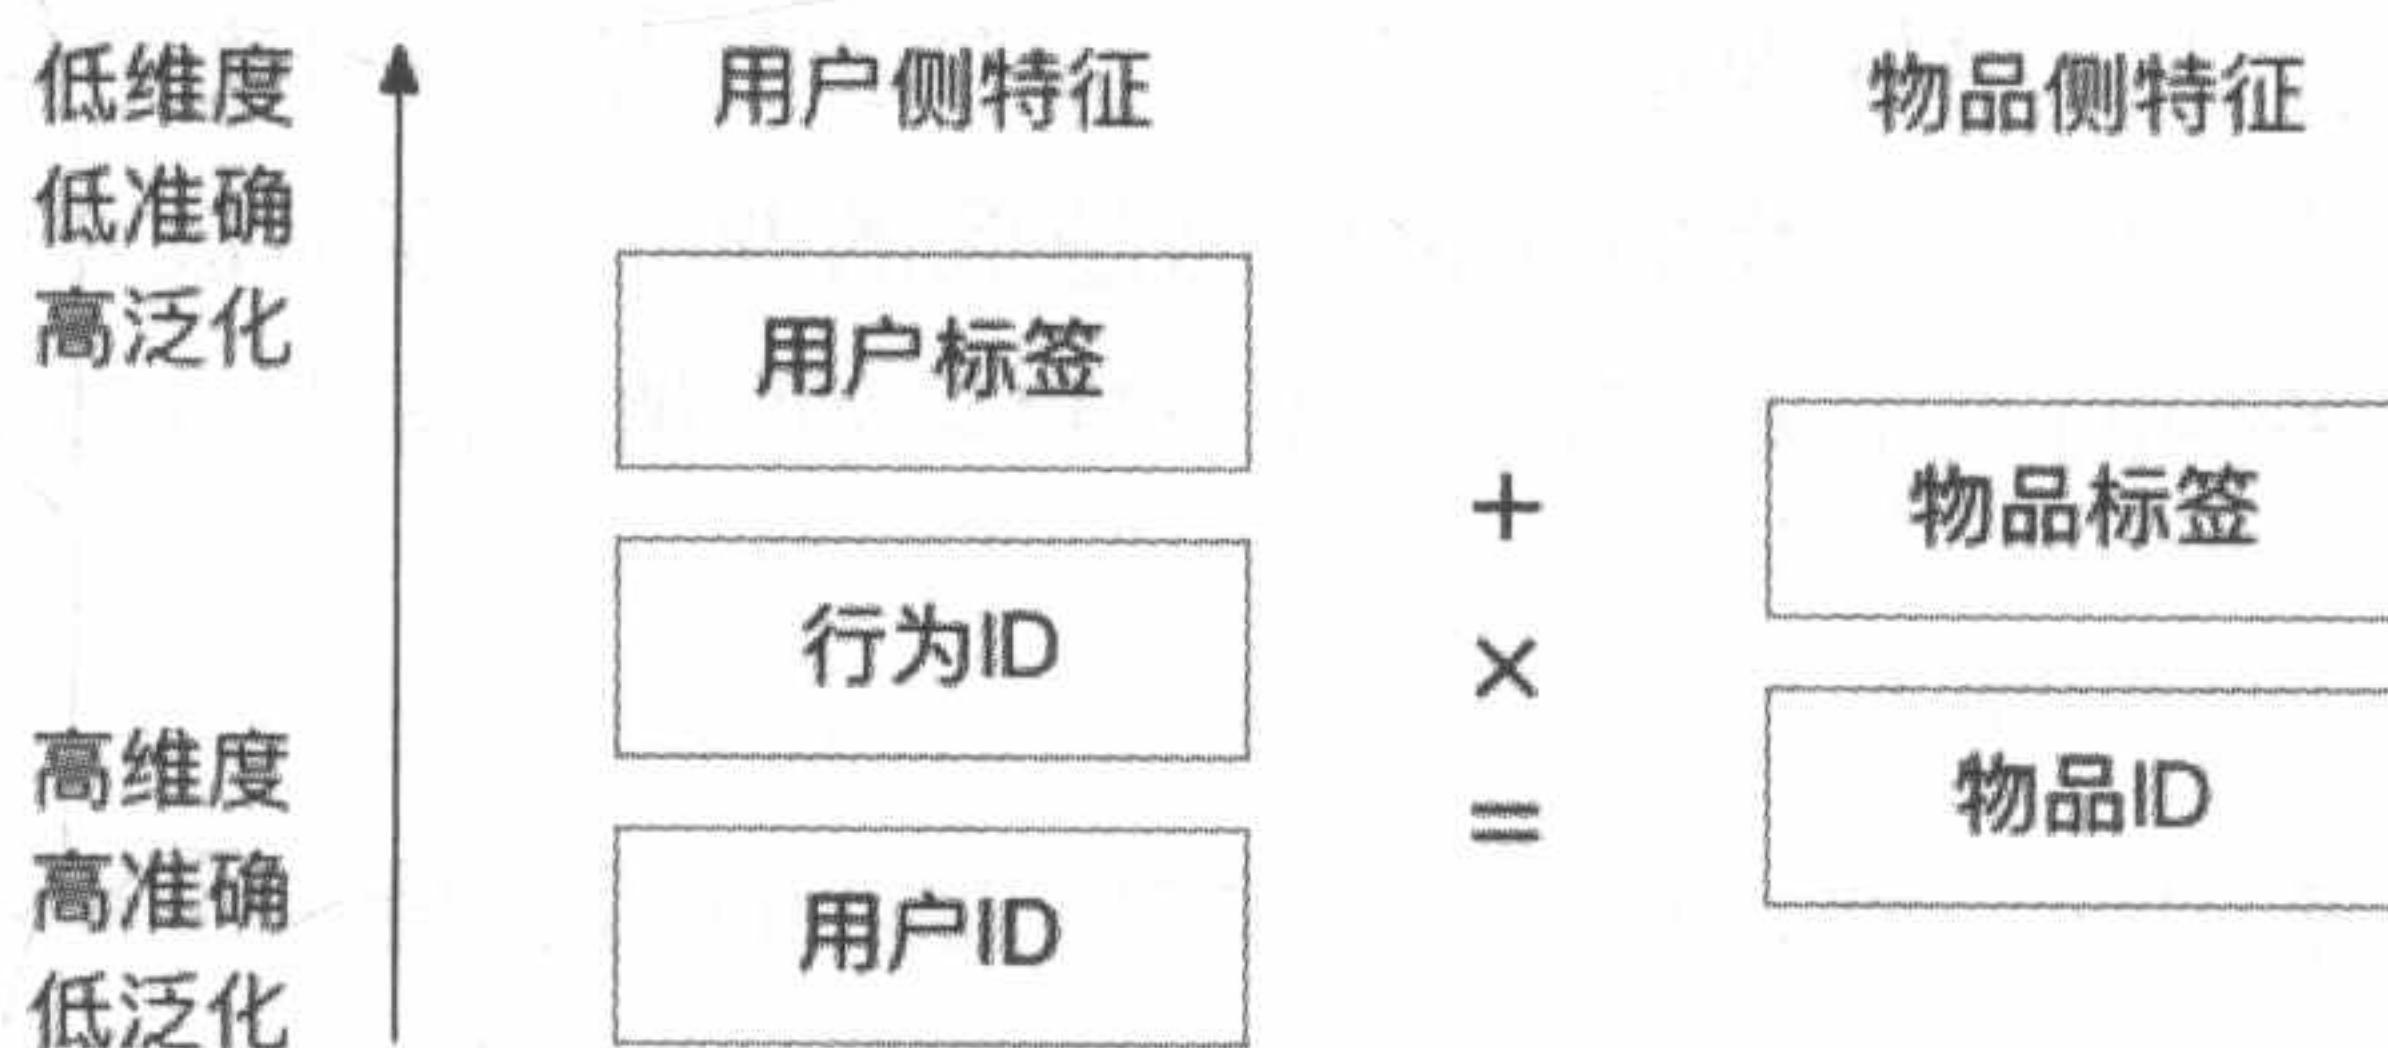 低维度
低准确
高泛化
高维度
高准确
低泛化
用户侧特征
用户标签
行为ID
用户ID
+
×
=
物品侧特征
物品标签
物品ID